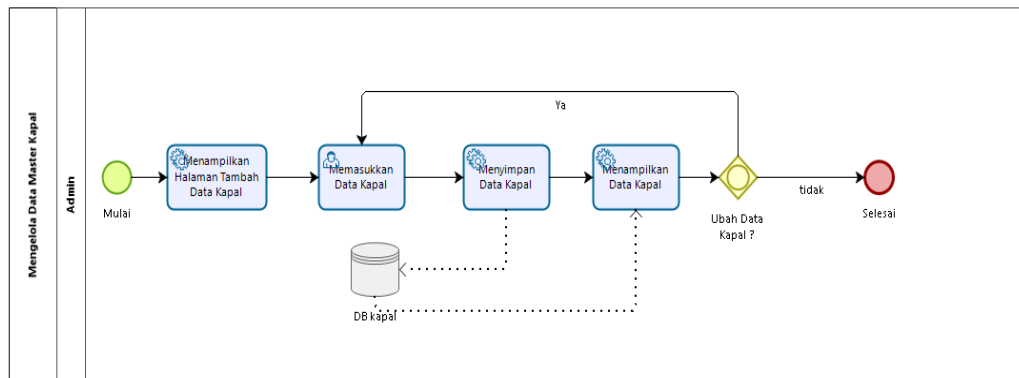 Mengelola Data Master Kapal
Admin
Mulai
Menampilkan
Halaman Tambah
Data Kapal
Memasukkan
Data Kapal
Menyimpan
Data Kapal
Menampilkan
Data Kapal
Ya
Ubah Data
Kapal ?
tidak
Selesai
DB kapal